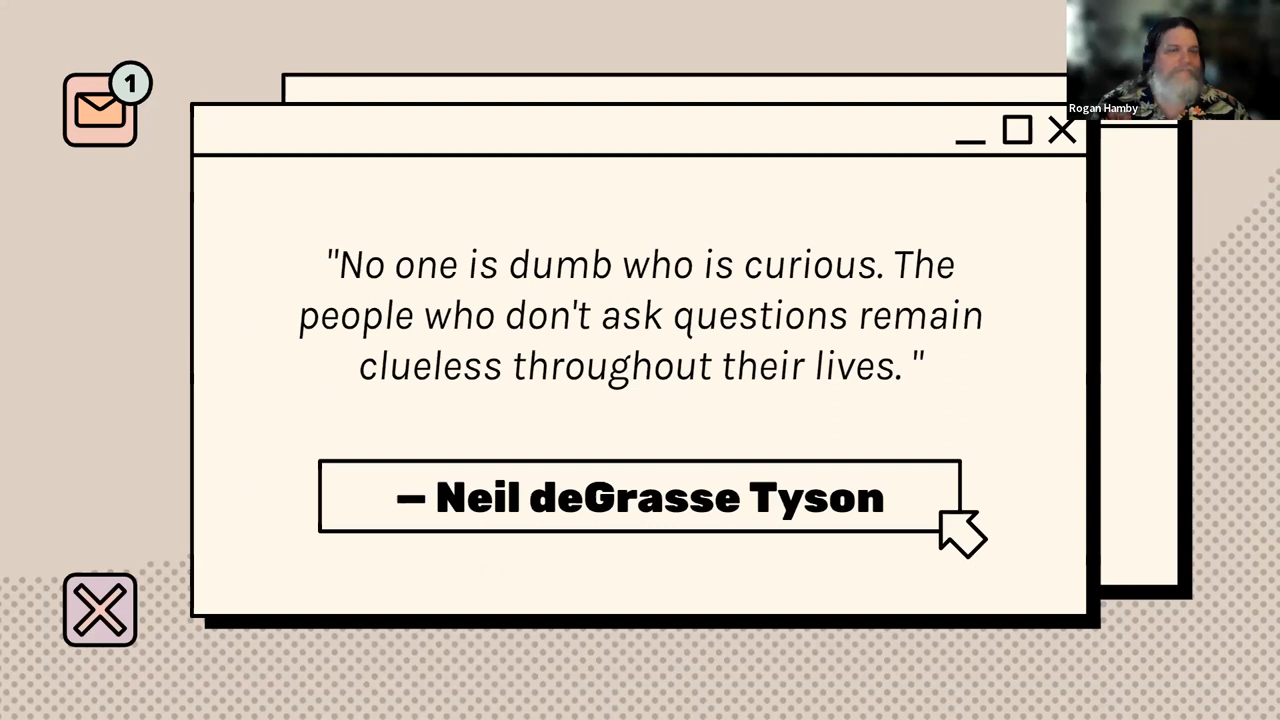 1
Rogan Hamby
"No one is dumb who is curious. The
people who don't ask questions remain
clueless throughout their lives. "
— Neil deGrasse Tyson